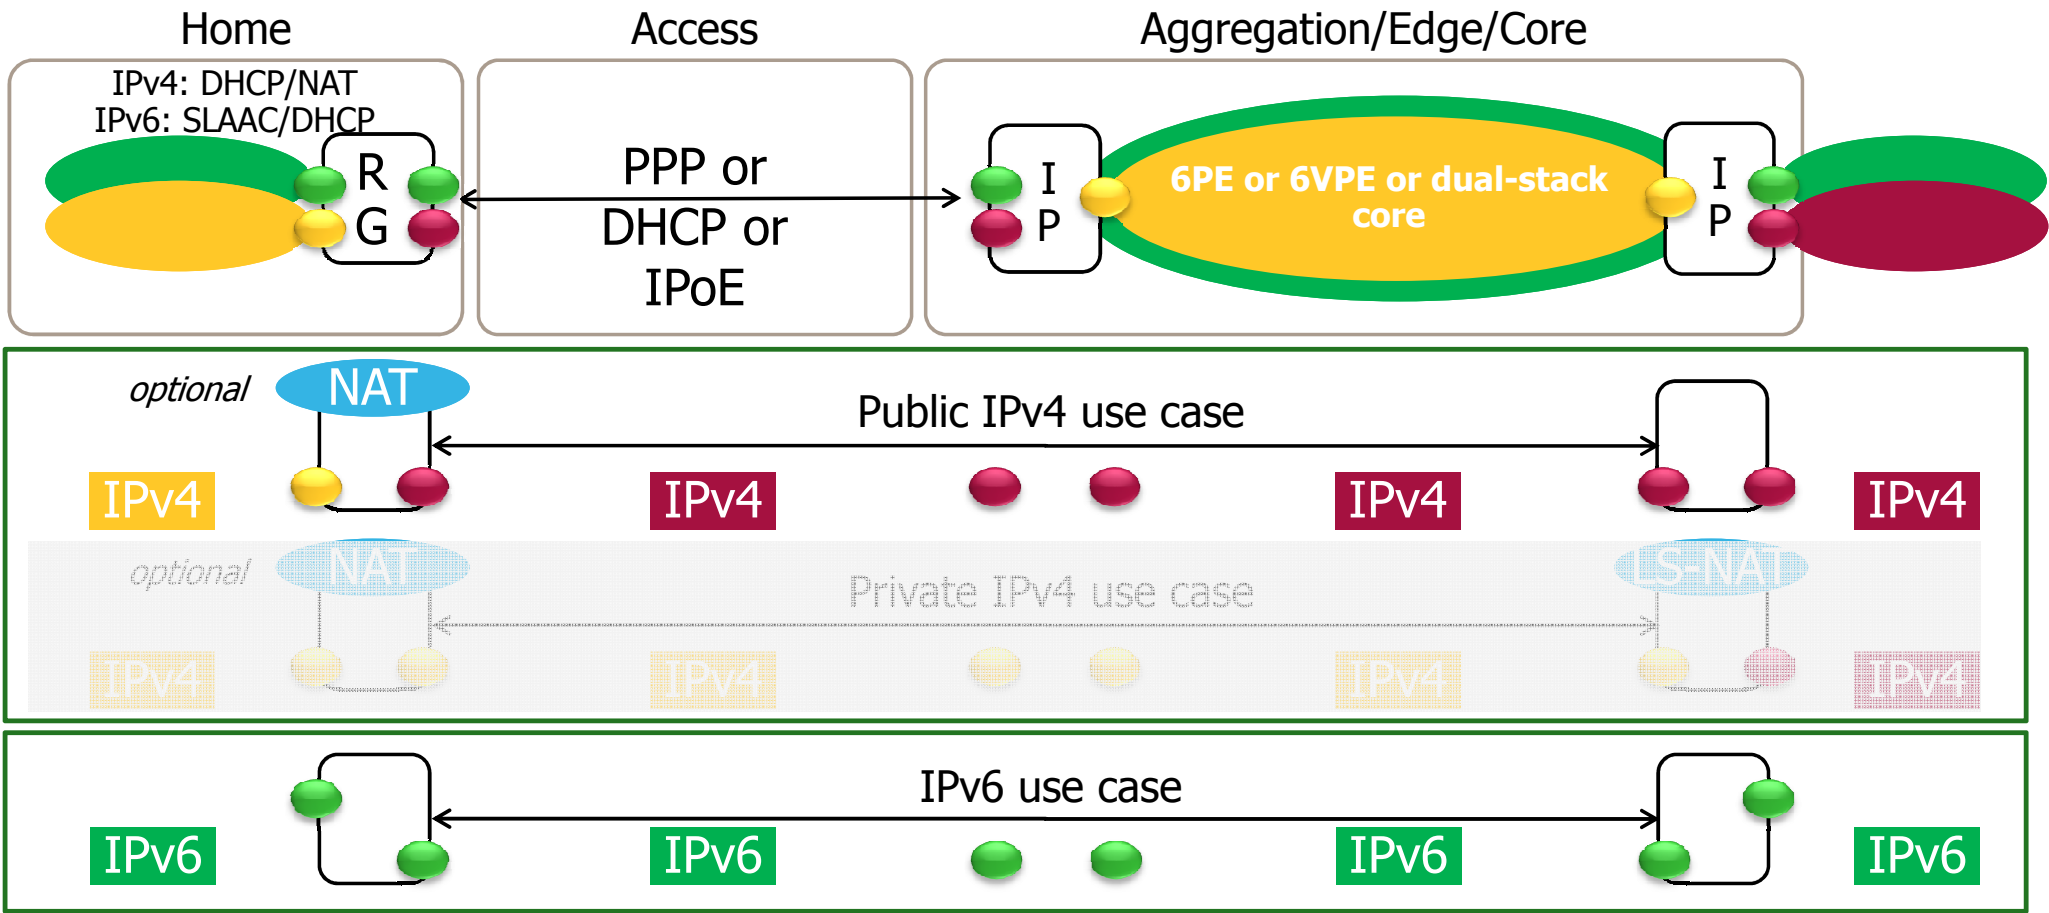 Home
Access
Aggregation/Edge/Core
IPv4: DHCP/NAT
IPv6: SLAAC/DHCP
R
G
PPP or
DHCP or
IPoE
I
P
6PE or 6VPE or dual-stack
core
I
P
optional
NAT
Public IPv4 use case
IPv4
IPv4
IPv4
IPv4
optional
NAT
Private IPv4 use case
LS-NAT
IPv4
IPv4
IPv4
IPv4
IPv6 use case
IPv6
IPv6
IPv6
IPv6